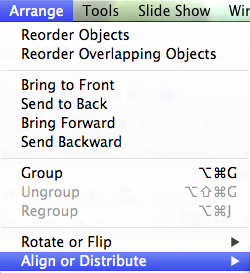 Arrange Tools Slide Show
Reorder Objects
Reorder Overlapping Objects
Bring to Front
Send to Back
Bring Forward
Send Backward
Group ⌥⌘G
Ungroup ⌥⇧⌘G
Regroup ⌥⌘J
Rotate or Flip ▶
Align or Distribute ▶